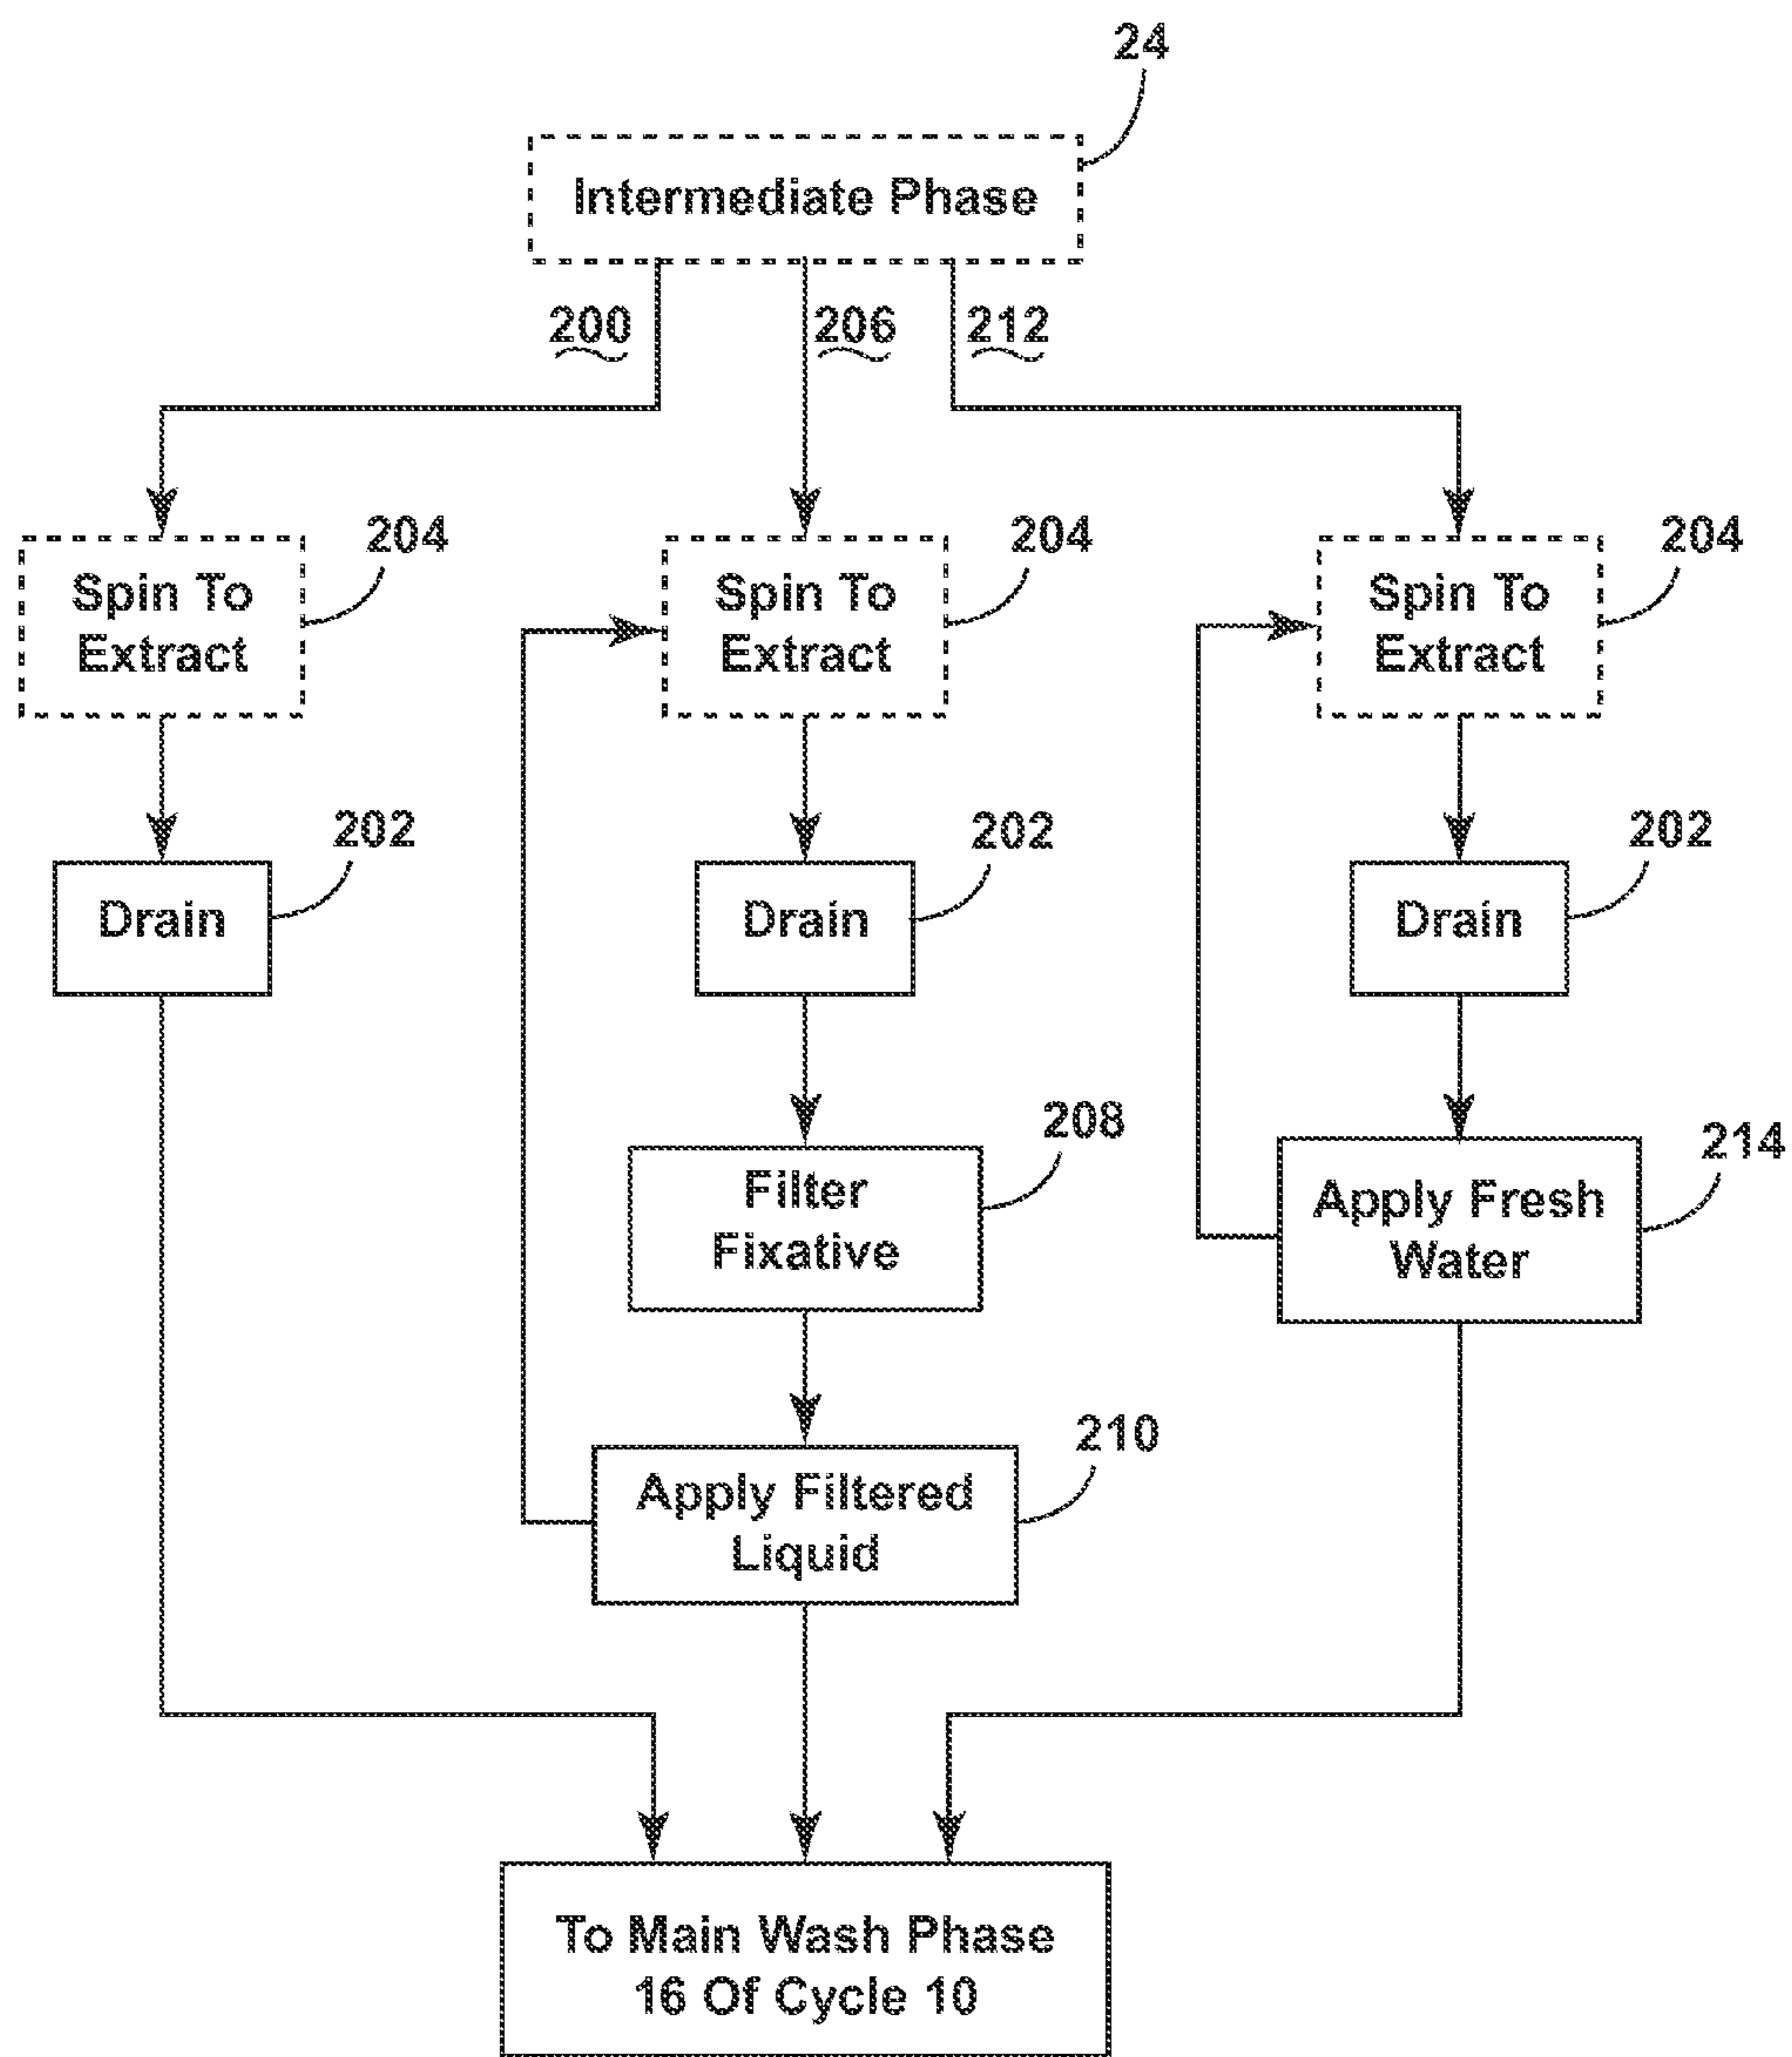 24
Intermediate Phase
200 206 212
204 204 204
Spin To Spin To Spin To
Extract Extract Extract
202 202 202
Drain Drain Drain
208
214
Filter
Fixative
Apply Fresh
Water
210
Apply Filtered
Liquid
To Main Wash Phase
16 Of Cycle 10